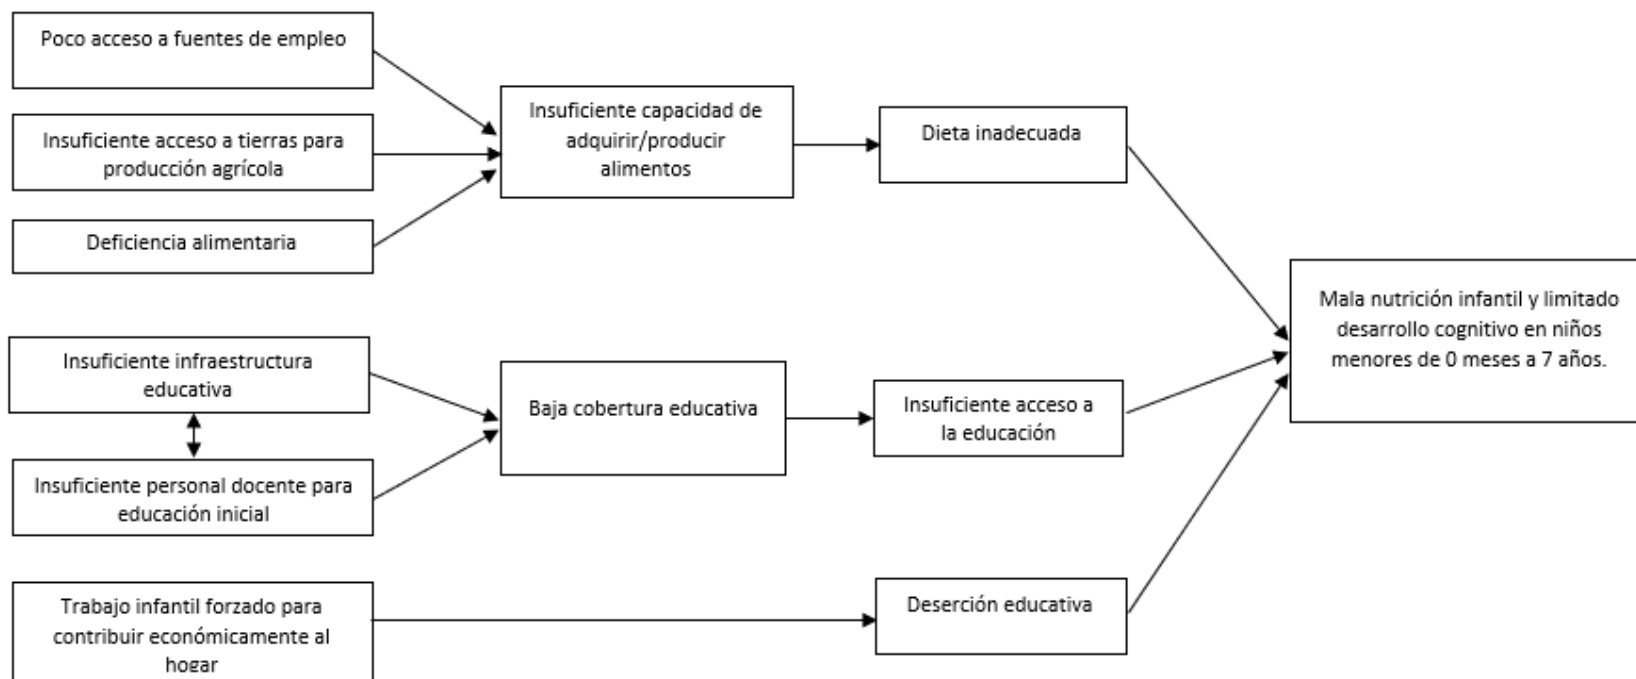 Poco acceso a fuentes de empleo
Insuficiente acceso a tierras para
producción agrícola
Deficiencia alimentaria
Insuficiente capacidad de
adquirir/producir
alimentos
Dieta inadecuada
Insuficiente infraestructura
educativa
Insuficiente personal docente para
educación inicial
Baja cobertura educativa
Insuficiente acceso a
la educación
Trabajo infantil forzado para
contribuir económicamente al
hogar
Deserción educativa
Mala nutrición infantil y limitado
desarrollo cognitivo en niños
menores de 0 meses a 7 años.